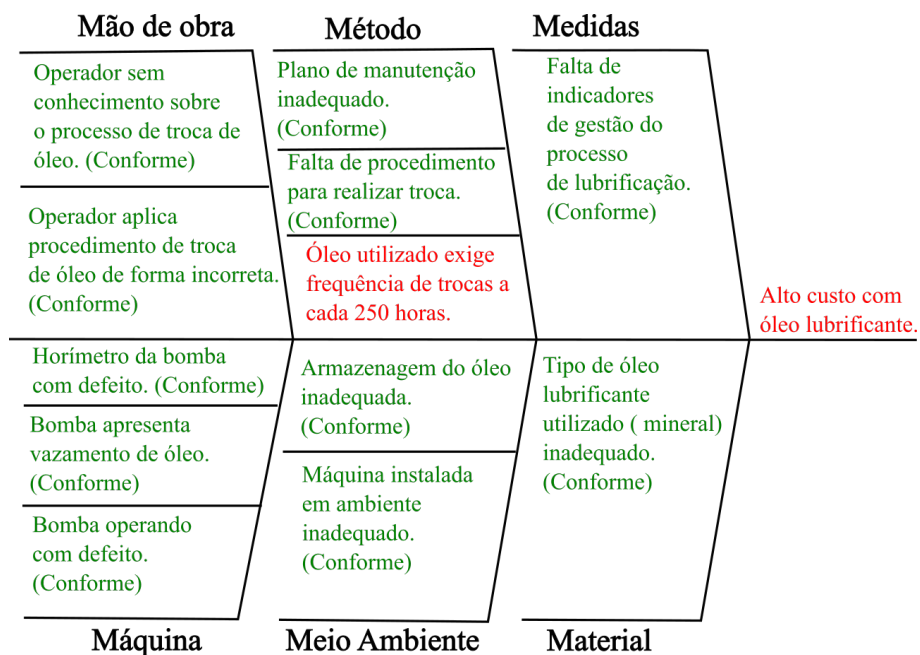 Mão de obra
Operador sem
conhecimento sobre
o processo de troca de
óleo. (Conforme)
Operador aplica
procedimento de troca
de óleo de forma incorreta.
(Conforme)
Método
Plano de manutenção
inadequado.
(Conforme)
Falta de procedimento
para realizar troca.
(Conforme)
Óleo utilizado exige
frequência de trocas a
cada 250 horas.
Medidas
Falta de
indicadores
de gestão do
processo
de lubrificação.
(Conforme)
Alto custo com
óleo lubrificante.
Horímetro da bomba
com defeito. (Conforme)
Bomba apresenta
vazamento de óleo.
(Conforme)
Bomba operando
com defeito.
(Conforme)
Máquina
Armazenagem do óleo
inadequada.
(Conforme)
Máquina instalada
em ambiente
inadequado.
(Conforme)
Meio Ambiente
Tipo de óleo
lubrificante
utilizado ( mineral)
inadequado.
(Conforme)
Material